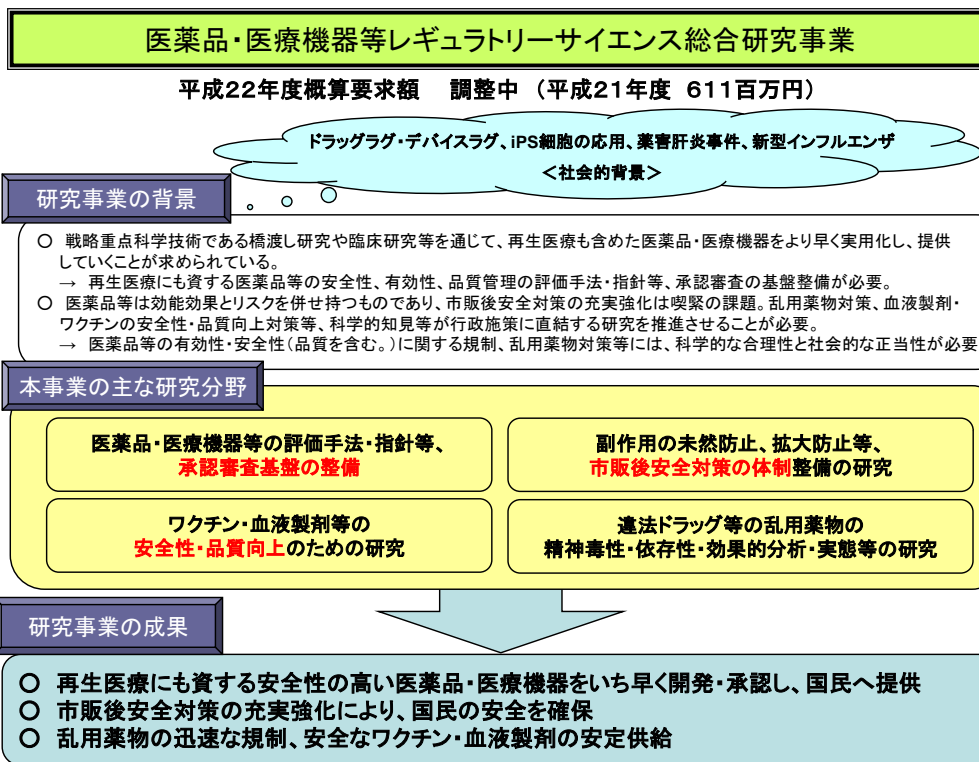 医薬品・医療機器等レギュラトリーサイエンス総合研究事業
平成22年度概算要求額　調整中（平成21年度 611百万円）
ドラッグラグ・デバイスラグ、iPS細胞の応用、薬害肝炎事件、新型インフルエンザ
＜社会的背景＞
研究事業の背景
○ 戦略重点科学技術である橋渡し研究や臨床研究等を通じて、再生医療も含めた医薬品・医療機器をより早く実用化し、提供
していくことが求められている。
→ 再生医療にも資する医薬品等の安全性、有効性、品質管理の評価手法・指針等、承認審査の基盤整備が必要。
○ 医薬品等は効能効果とリスクを併せ持つものであり、市販後安全対策の充実強化は喫緊の課題。乱用薬物対策、血液製剤・
ワクチンの安全性・品質向上対策等、科学的知見等が行政施策に直結する研究を推進させることが必要。
→ 医薬品等の有効性・安全性（品質を含む。）に関する規制、乱用薬物対策等には、科学的な合理性と社会的な正当性が必要
本事業の主な研究分野
医薬品・医療機器等の評価手法・指針等、
承認審査基盤の整備
副作用の未然防止、拡大防止等、
市販後安全対策の体制整備の研究
ワクチン・血液製剤等の
安全性・品質向上のための研究
違法ドラッグ等の乱用薬物の
精神毒性・依存性・効果的分析・実態等の研究
研究事業の成果
○ 再生医療にも資する安全性の高い医薬品・医療機器をいち早く開発・承認し、国民へ提供
○ 市販後安全対策の充実強化により、国民の安全を確保
○ 乱用薬物の迅速な規制、安全なワクチン・血液製剤の安定供給